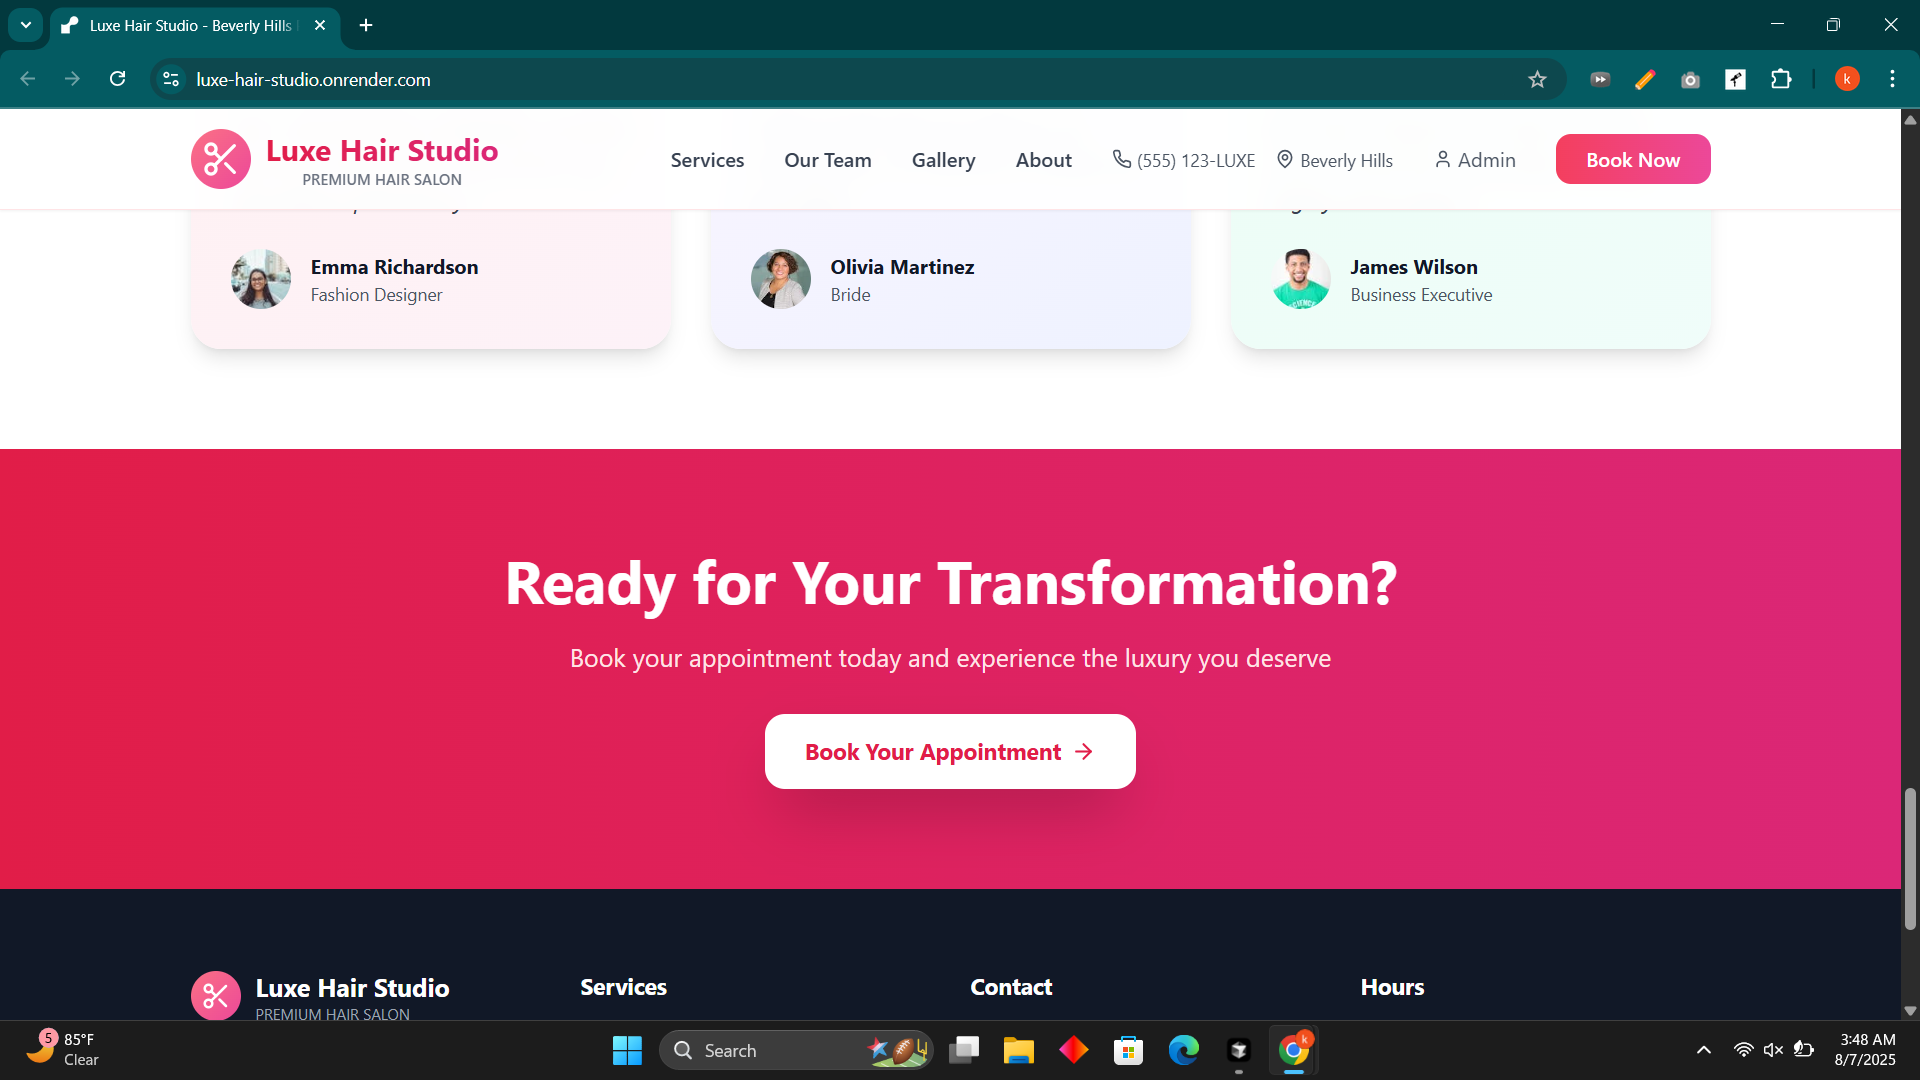 Luxe Hair Studio - Beverly Hills
luxe-hair-studio.onrender.com
k
Luxe Hair Studio
PREMIUM HAIR SALON
Services
Our Team
Gallery
About
(555) 123-LUXE
Beverly Hills
Admin
Book Now
Emma Richardson
Fashion Designer
Olivia Martinez
Bride
James Wilson
Business Executive
Ready for Your Transformation?
Book your appointment today and experience the luxury you deserve
Book Your Appointment
Luxe Hair Studio
PREMIUM HAIR SALON
Services
Contact
Hours
5
85°F
Clear
Search
k
3:48 AM
8/7/2025